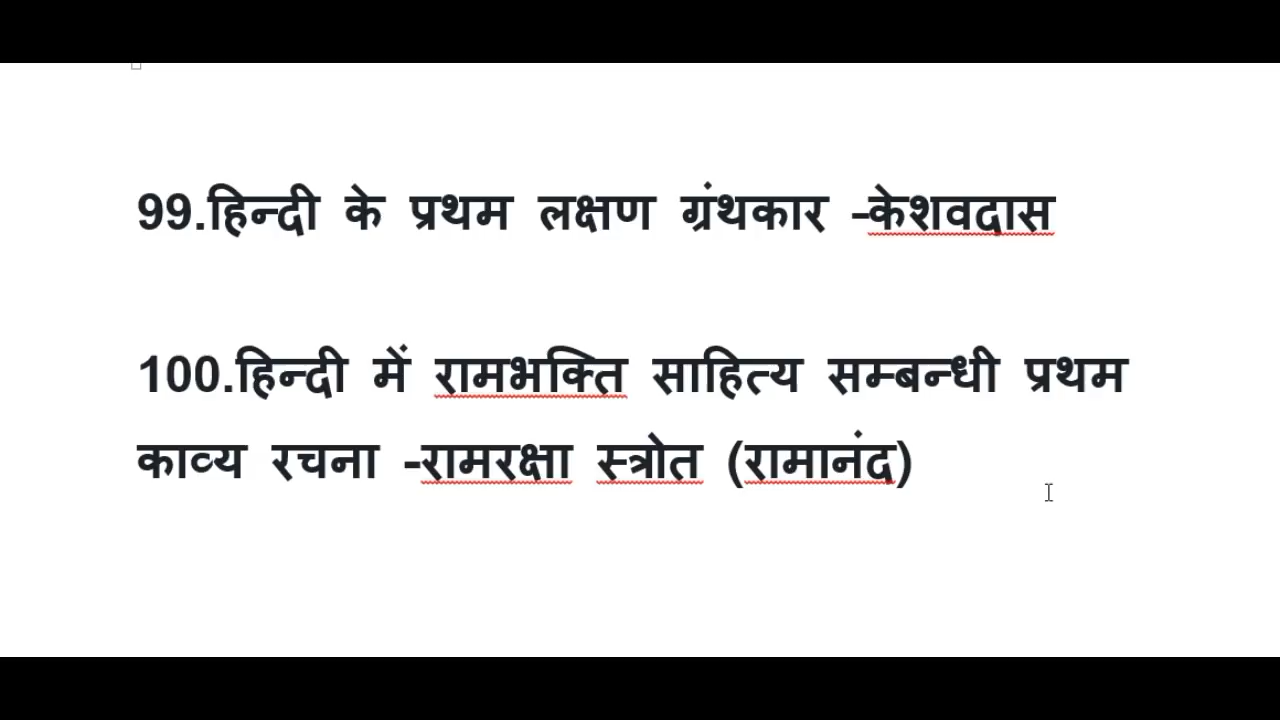 99.हिन्दी के प्रथम लक्षण ग्रंथकार -केशवदास
100.हिन्दी में रामभक्ति साहित्य सम्बन्धी प्रथम
काव्य रचना -रामरक्षा स्त्रोत (रामानंद)